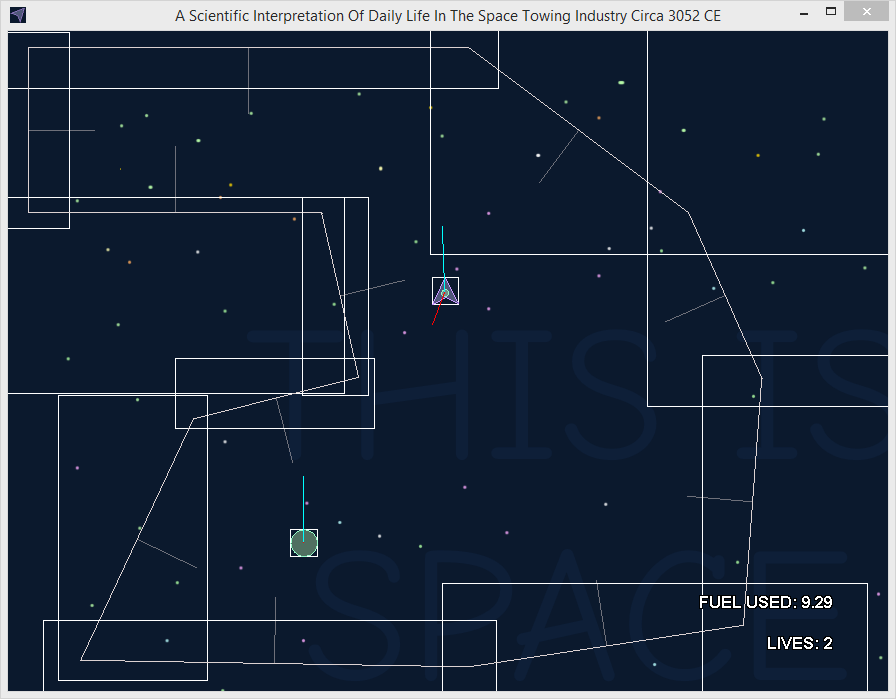 A Scientific Interpretation Of Daily Life In The Space Towing Industry Circa 3052 CE
THIS IS
SPACE
FUEL USED: 9.29
LIVES: 2